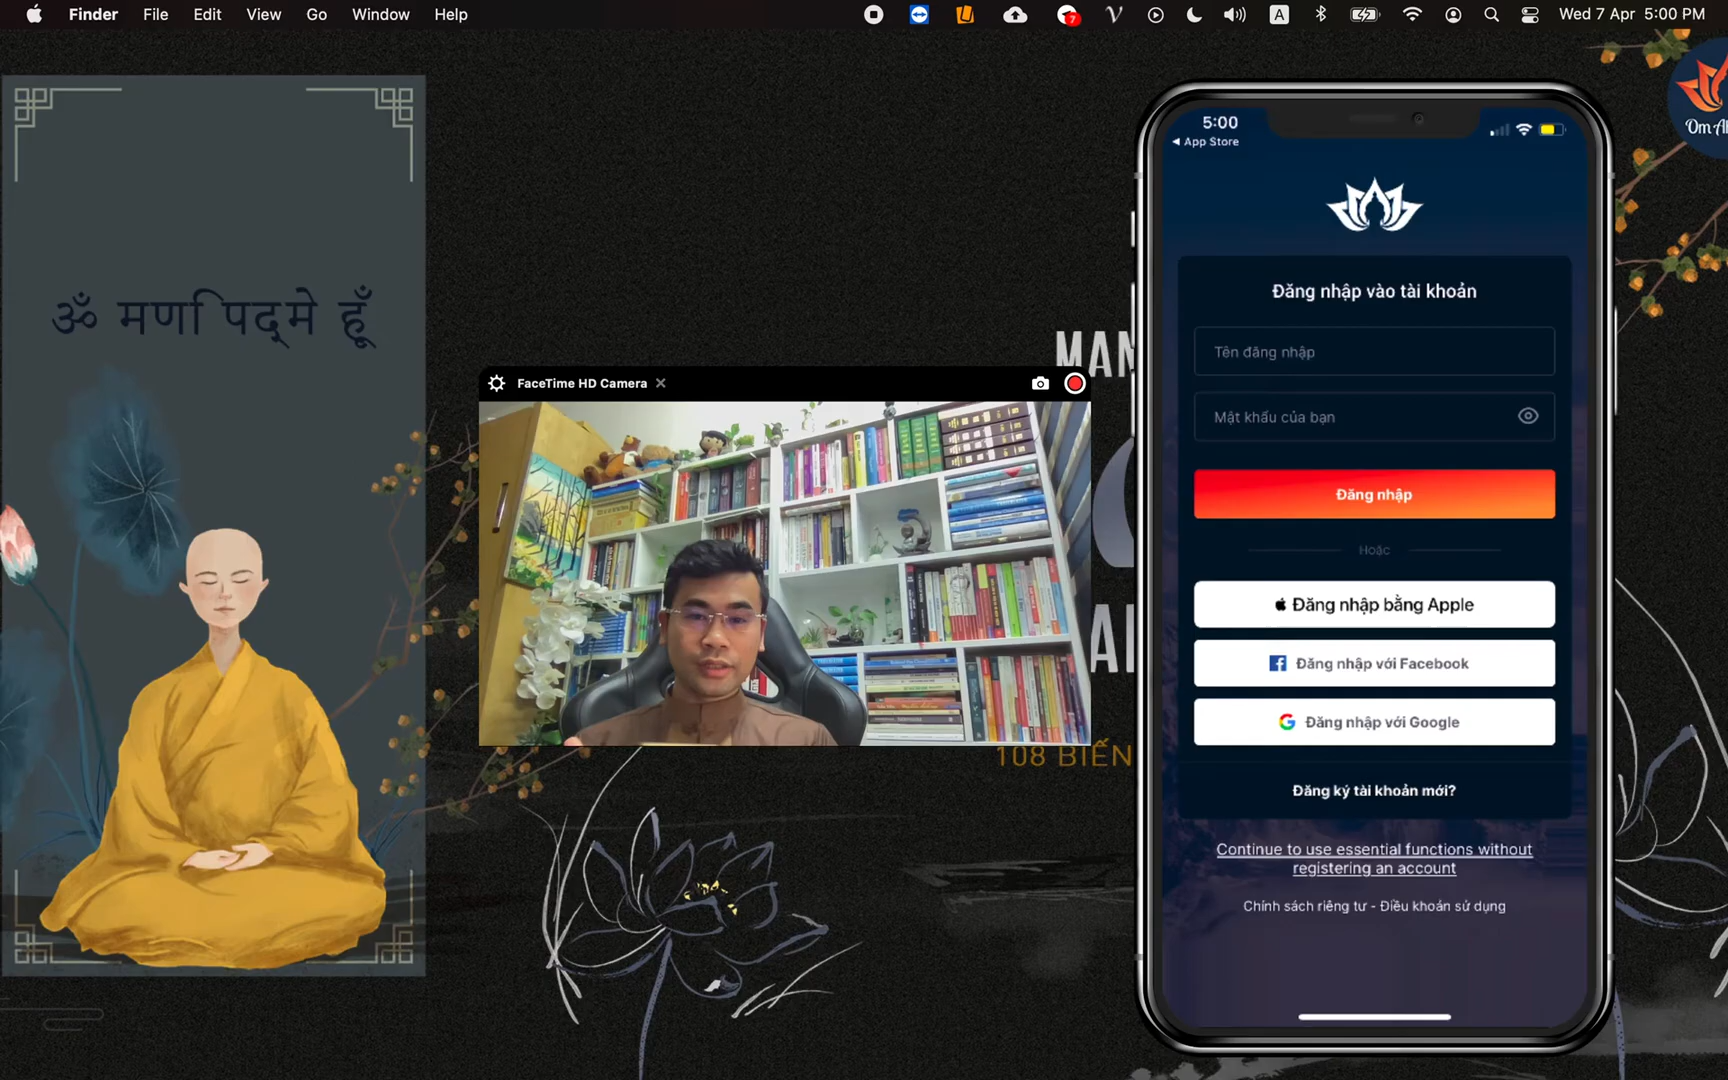 Finder File Edit View Go Window Help
7 A Wed 7 Apr 5:00 PM
ॐ मणिपद्मे हूँ
FaceTime HD Camera
108 BIẾN
5:00
App Store
Đăng nhập vào tài khoản
Tên đăng nhập
Mật khẩu của bạn
Đăng nhập
Hoặc
Đăng nhập bằng Apple
Đăng nhập với Facebook
Đăng nhập với Google
Đăng ký tài khoản mới?
Continue to use essential functions without
registering an account
Chính sách riêng tư - Điều khoản sử dụng